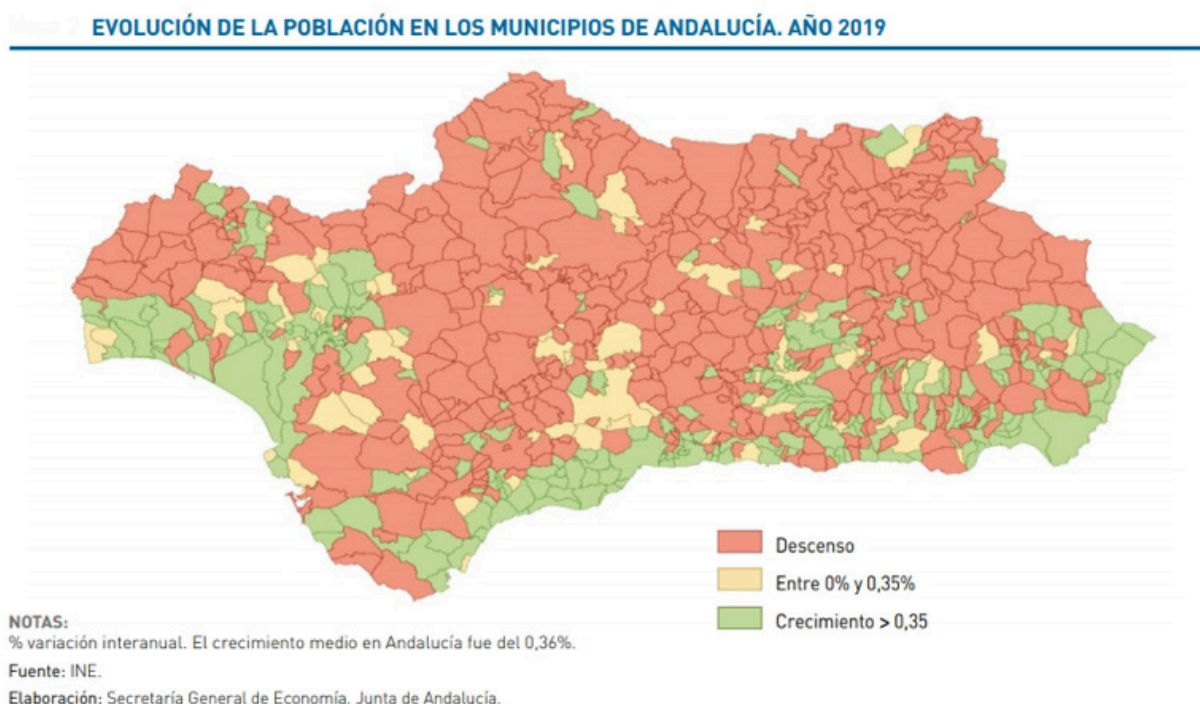 EVOLUCIÓN DE LA POBLACIÓN EN LOS MUNICIPIOS DE ANDALUCÍA. AÑO 2019
Descenso
Entre 0% y 0,35%
Crecimiento > 0,35
NOTAS:
% variación interanual. El crecimiento medio en Andalucía fue del 0,36%.
Fuente: INE.
Elaboración: Secretaría General de Economía. Junta de Andalucía.